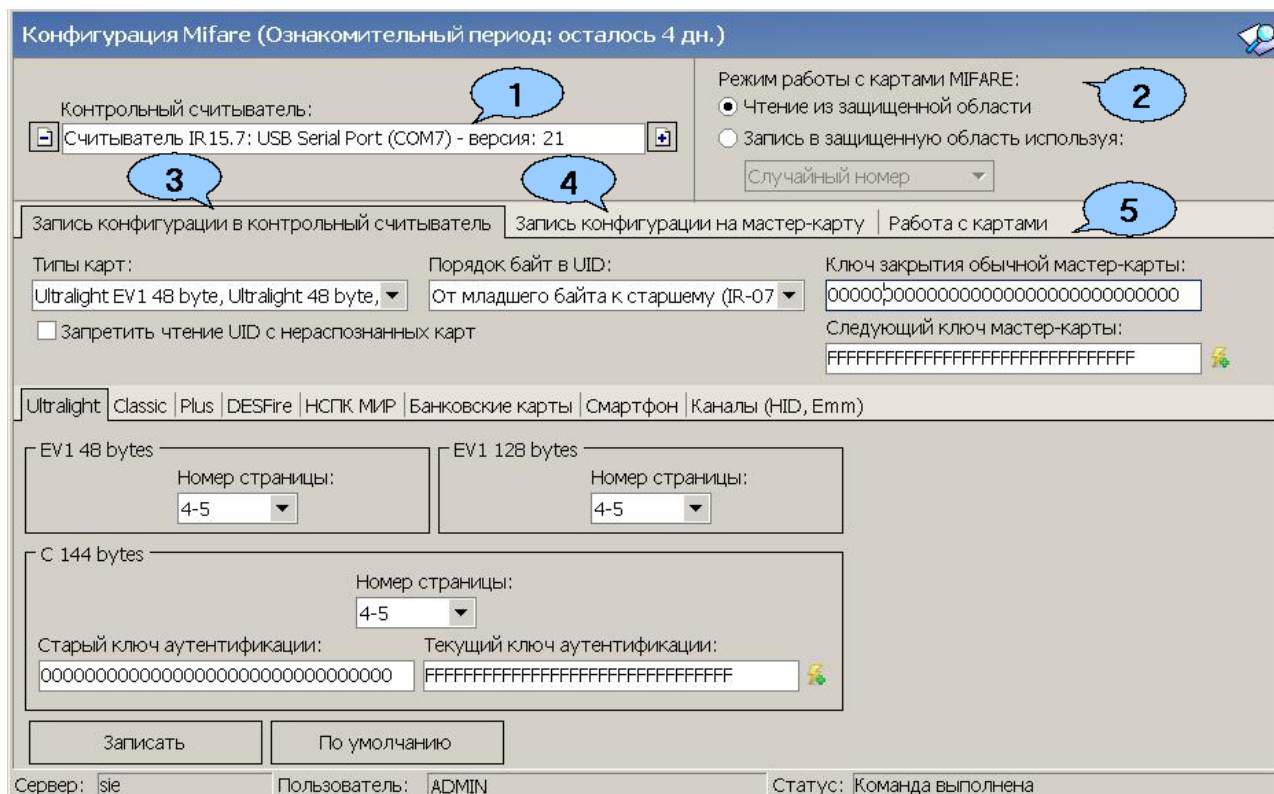 Конфигурация Mifare (Ознакомительный период: осталось 4 дн.)
1
Контрольный считыватель:
Считыватель IR15.7: USB Serial Port (COM7) - версия: 21
Режим работы с картами MIFARE:
2
Чтение из защищенной области
Запись в защищенную область используя:
Случайный номер
3
4
5
Запись конфигурации в контрольный считыватель
Запись конфигурации на мастер-карту
Работа с картами
Типы карт:
Порядок байт в UID:
Ключ закрытия обычной мастер-карты:
Ultralight EV1 48 byte, Ultralight 48 byte,
От младшего байта к старшему (IR-07
00000000000000000000000000000000
Запретить чтение UID с нераспознанных карт
Следующий ключ мастер-карты:
FFFFFFFFFFFFFFFFFFFFFFFFFFFFFFFF
Ultralight Classic Plus DESFire НСПК МИР Банковские карты Смартфон Каналы (HID, Emm)
EV1 48 bytes
EV1 128 bytes
Номер страницы:
Номер страницы:
4-5
4-5
C 144 bytes
Номер страницы:
4-5
Старый ключ аутентификации:
Текущий ключ аутентификации:
00000000000000000000000000000000
FFFFFFFFFFFFFFFFFFFFFFFFFFFFFFFF
Записать
По умолчанию
Сервер: sie
Пользователь: ADMIN
Статус: Команда выполнена